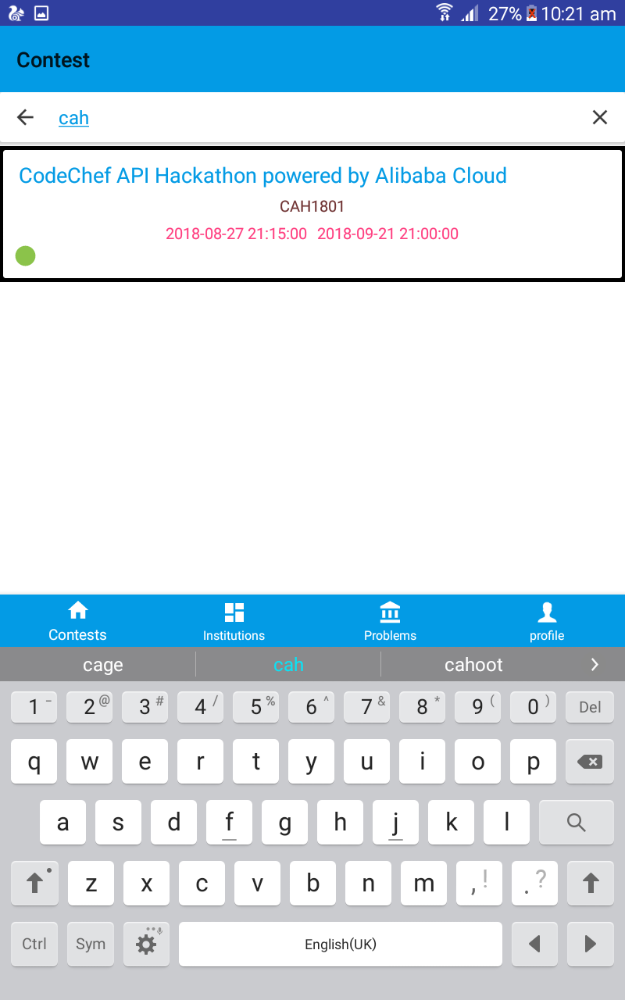 27% 10:21 am
Contest
cah
CodeChef API Hackathon powered by Alibaba Cloud
CAH1801
2018-08-27 21:15:00 2018-09-21 21:00:00
Contests Institutions Problems profile
cage cah cahoot
1 - 2 @ 3 # 4 / 5 % 6 ^ 7 & 8 * 9 ( 0 ) Del
q w e r t y u i o p
a s d f g h j k l
z x c v b n m , ! . ?
Ctrl Sym English(UK)